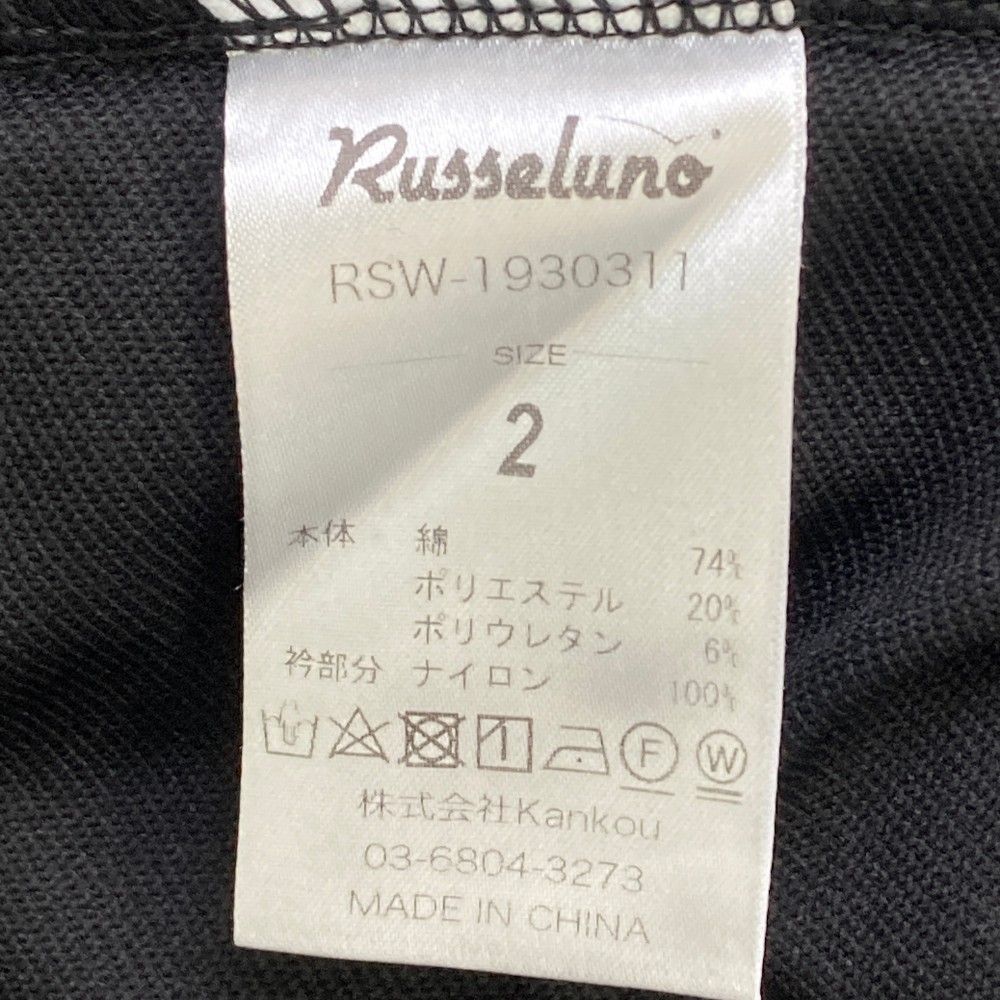 Russeluno
RSW-1930311
SIZE
2
本体 綿 74%
ポリエステル 20%
ポリウレタン 6%
衿部分 ナイロン 100%
F W
株式会社Kankou
03-6804-3273
MADE IN CHINA